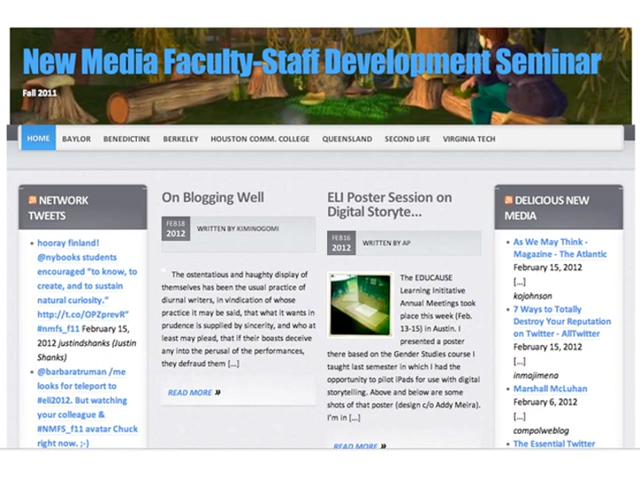 New Media Faculty-Staff Development Seminar
Fall 2011
HOME BAYLOR BENEDICTINE BERKELEY HOUSTON COMM. COLLEGE QUEENSLAND SECOND LIFE VIRGINIA TECH
NETWORK
TWEETS
hooray finland!
@nybooks students
encouraged "to know, to
create, and to sustain
natural curiosity."
http://t.co/OPZprevR"
#nmfs_f11 February 15,
2012 justindshanks (Justin
Shanks)
@barbaratruman /me
looks for teleport to
#eli2012. But watching
your colleague &
#NMFS_f11 avatar Chuck
right now. ;-)
On Blogging Well
FEB18
2012
WRITTEN BY KIMINOGOMI
The ostentatious and haughty display of
themselves has been the usual practice of
diurnal writers, in vindication of whose
practice it may be said, that what it wants in
prudence is supplied by sincerity, and who at
least may plead, that if their boasts deceive
any into the perusal of the performances,
they defraud them [...]
READ MORE »
ELI Poster Session on
Digital Storyte...
FEB16
2012
WRITTEN BY AP
The EDUCAUSE
Learning Inititative
Annual Meetings took
place this week (Feb.
13-15) in Austin. I
presented a poster
there based on the Gender Studies course I
taught last semester in which I had the
opportunity to pilot iPads for use with digital
storytelling. Above and below are some
shots of that poster (design c/o Addy Meira).
I'm in [...]
READ MORE »
DELICIOUS NEW
MEDIA
As We May Think -
Magazine - The Atlantic
February 15, 2012
[...]
kajohnson
7 Ways to Totally
Destroy Your Reputation
on Twitter - AllTwitter
February 15, 2012
[...]
inmajimena
Marshall McLuhan
February 6, 2012
[...]
compolweblog
The Essential Twitter